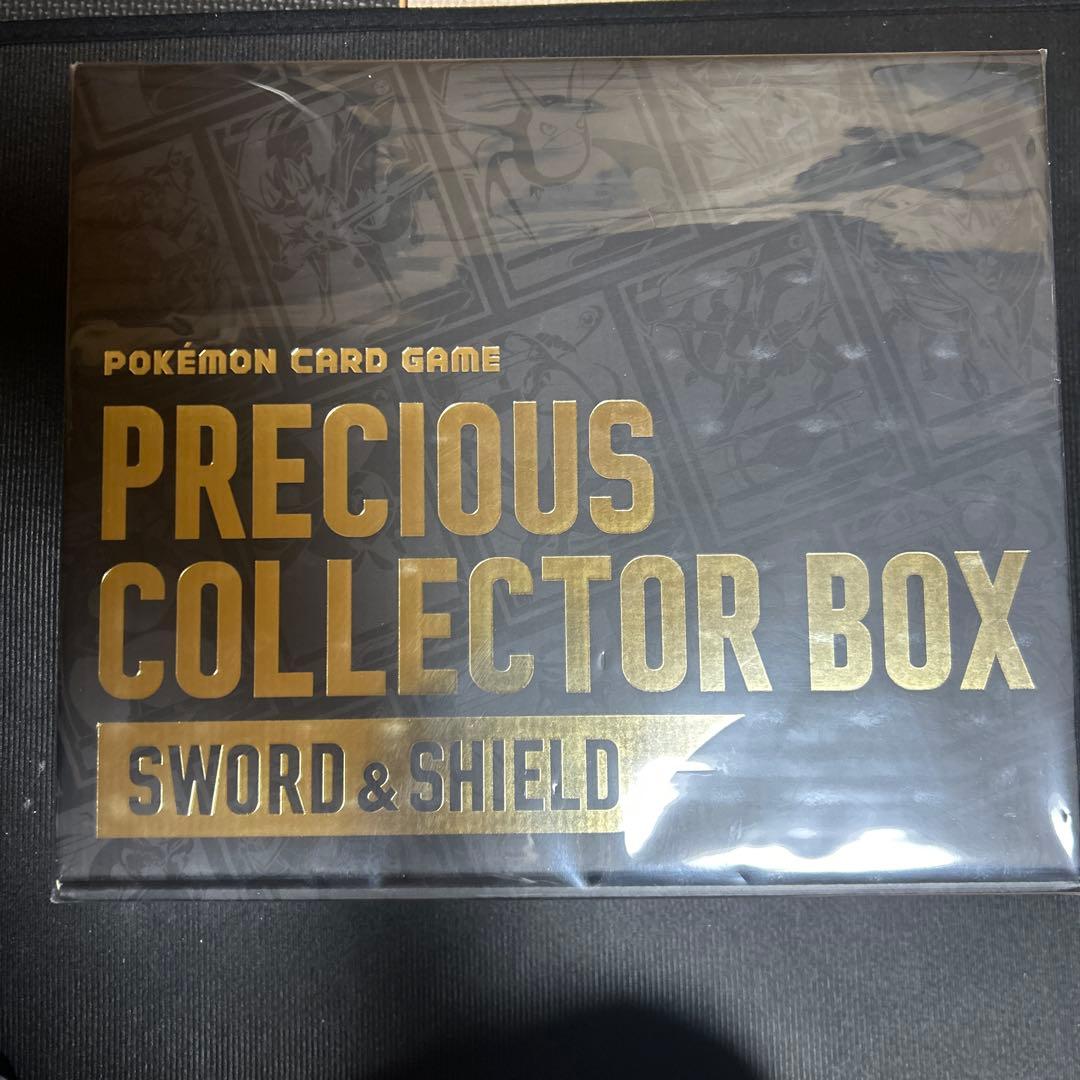 POKÉMON CARD GAME
PRECIOUS
COLLECTOR BOX
SWORD & SHIELD